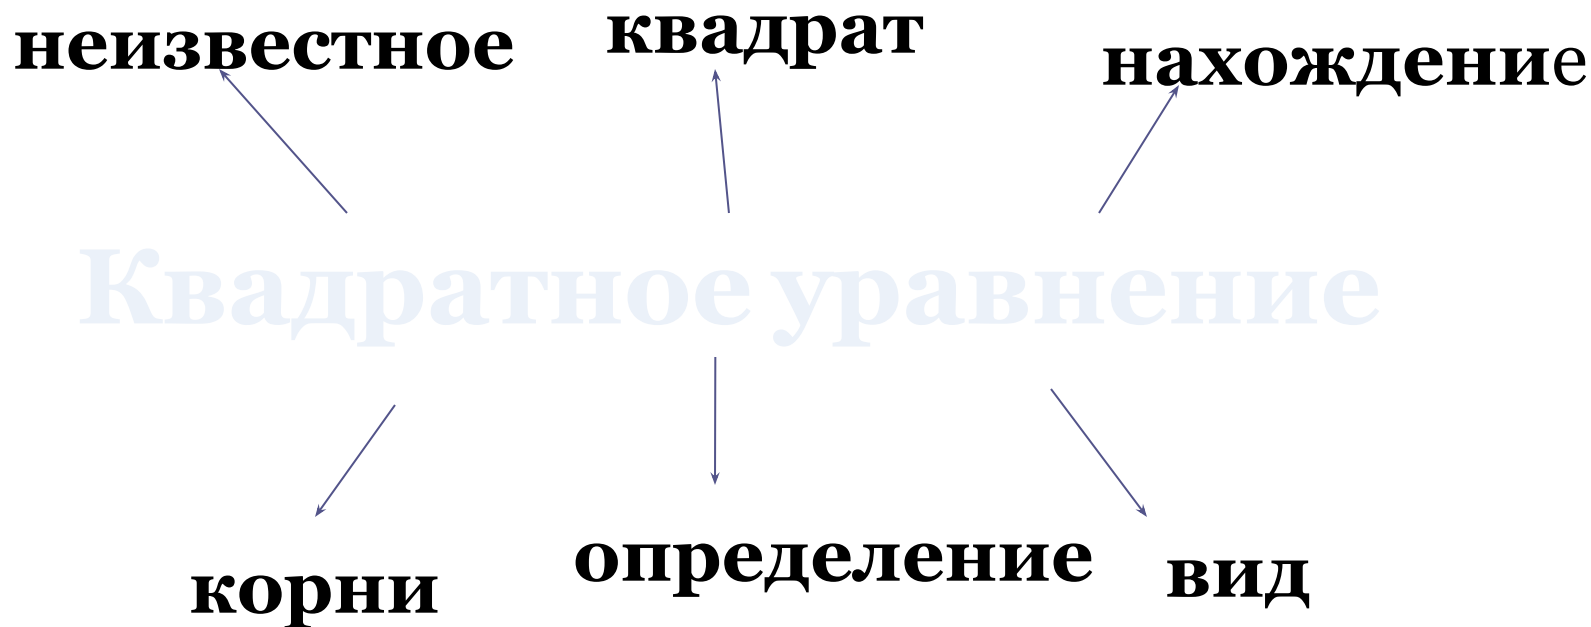 неизвестное
квадрат
нахождение
Квадратное уравнение
корни
определение
вид